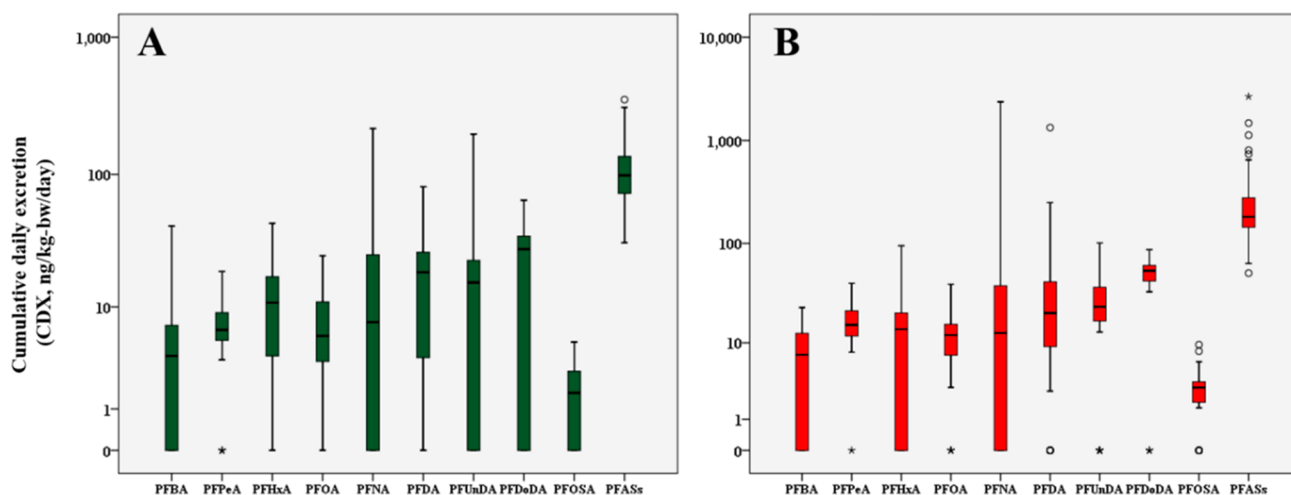 Cumulative daily excretion
(CDX, ng/kg-bw/day)
A
1,000
100
10
1
0
PFBA PFPeA PFHxA PFOA PFNA PFDA PFUnDA PFDoDA PFOSA PFASs
B
10,000
1,000
100
10
1
0
PFBA PFPeA PFHxA PFOA PFNA PFDA PFUnDA PFDoDA PFOSA PFASs